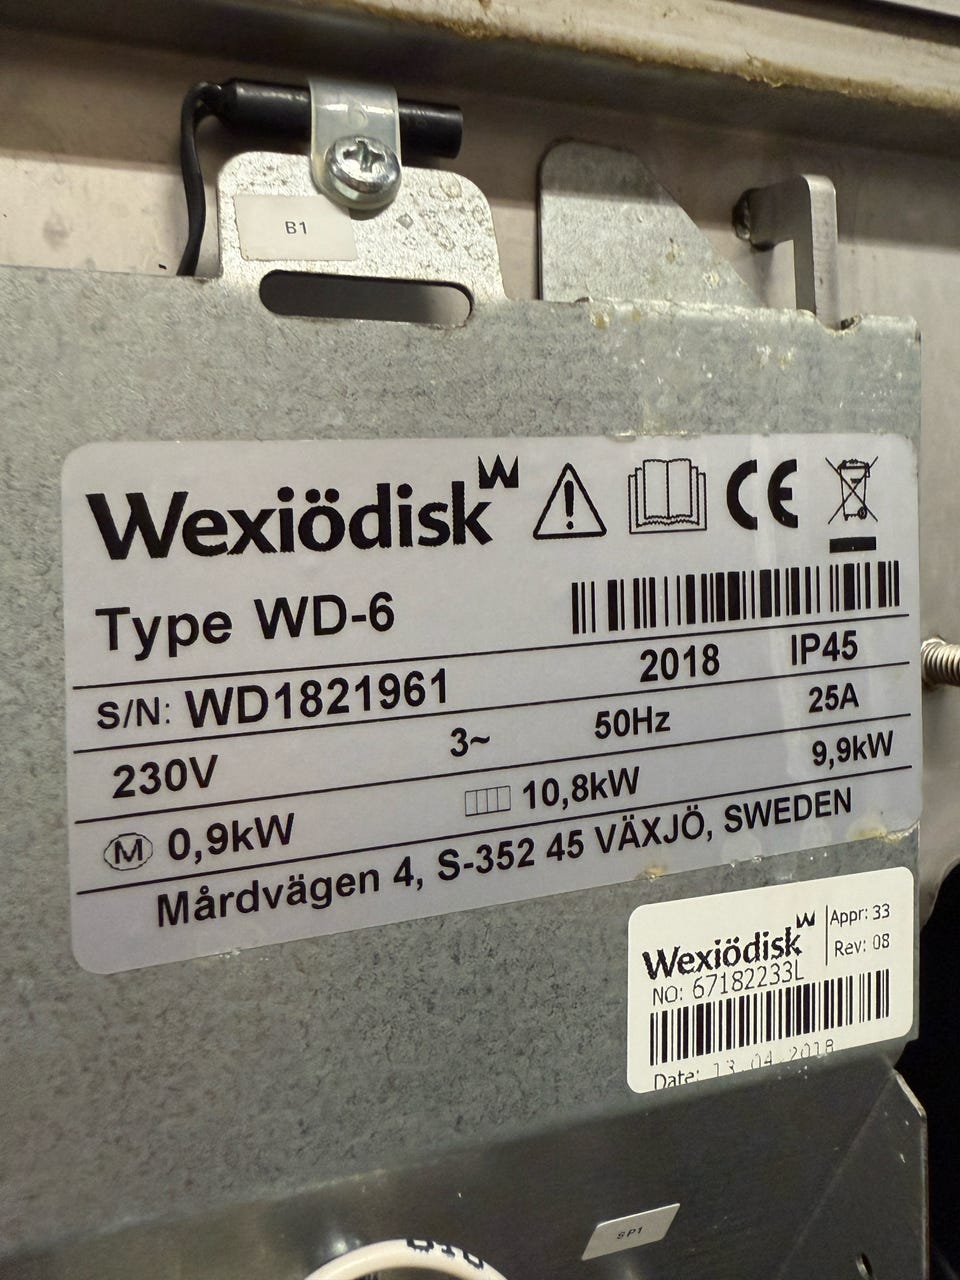 B1
Wexiödisk
CE
Type WD-6
S/N: WD1821961 2018 IP45
230V 3~ 50Hz 25A
M 0,9kW 10,8kW 9,9kW
Mårdvägen 4, S-352 45 VÄXJÖ, SWEDEN
Wexiödisk Appr: 33
Rev: 08
NO: 67182233L
Date: 13.04.2018
SP1